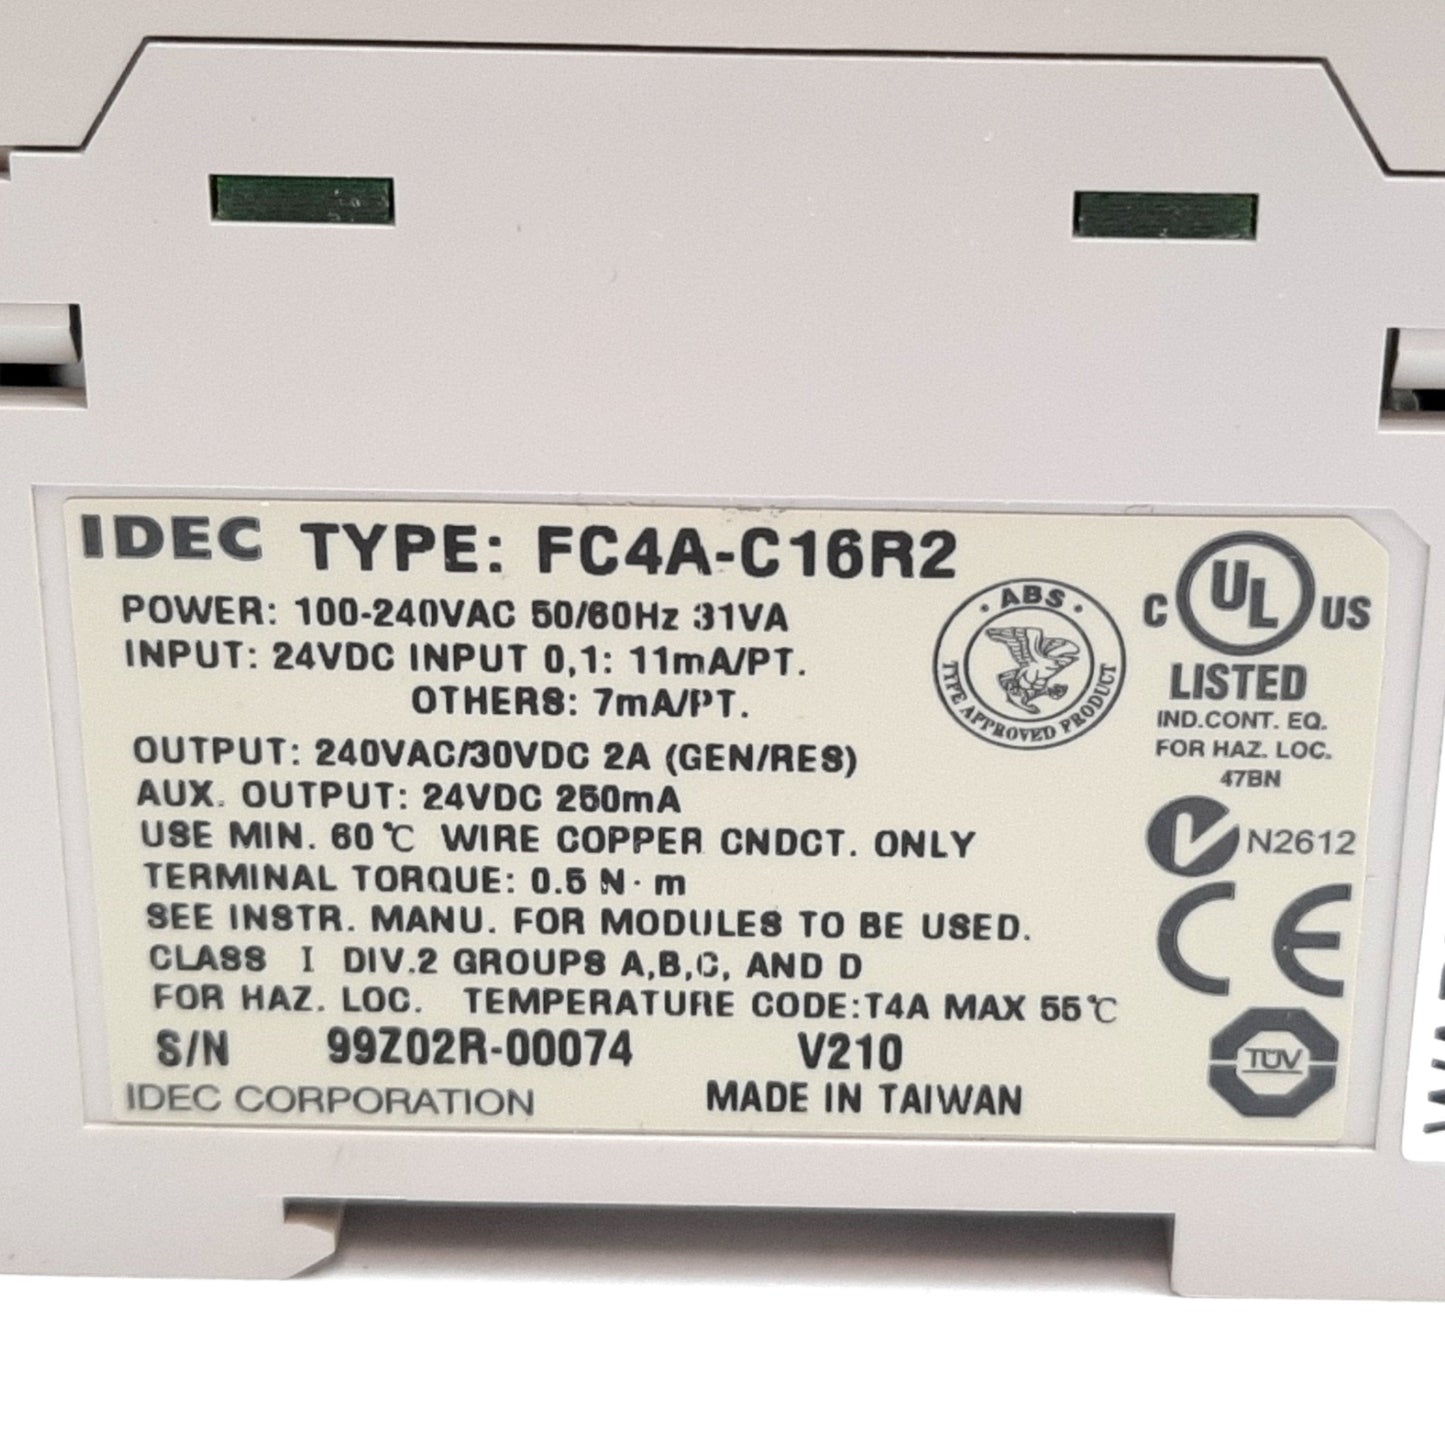 IDEC TYPE: FC4A-C16R2
POWER: 100-240VAC 50/60Hz 31VA
INPUT: 24VDC INPUT 0,1: 11mA/PT.
OTHERS: 7mA/PT.
OUTPUT: 240VAC/30VDC 2A (GEN/RES)
AUX. OUTPUT: 24VDC 250mA
USE MIN. 60℃ WIRE COPPER CNDCT. ONLY
TERMINAL TORQUE: 0.5 N·m
SEE INSTR. MANU. FOR MODULES TO BE USED.
CLASS I DIV.2 GROUPS A,B,C, AND D
FOR HAZ. LOC. TEMPERATURE CODE:T4A MAX 55℃
S/N 99Z02R-00074 V210
IDEC CORPORATION MADE IN TAIWAN
·ABS·
TYPE APPROVED PRODUCT
C UL US
LISTED
IND.CONT. EQ.
FOR HAZ. LOC.
47BN
N2612
CE
TÜV